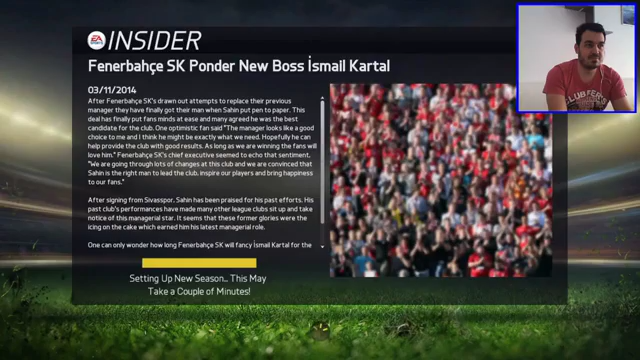 EA SPORTS
INSIDER
Fenerbahçe SK Ponder New Boss İsmail Kartal
03/11/2014
After Fenerbahçe SK's drawn out attempts to replace their previous
manager they have finally got their man when Sahin put pen to paper. This
deal has finally put fans minds at ease and many agreed he was the best
candidate for the club. One optimistic fan said "The manager looks like a good
choice to me and I think he might be exactly what we need. Hopefully he can
help provide the club with good results. As long as we are winning the fans will
love him." Fenerbahçe SK's chief executive seemed to echo that sentiment.
"We are going through lots of changes at this club and we are convinced that
Sahin is the right man to lead the club, inspire our players and bring happiness
to our fans."
After signing from Sivasspor, Sahin has been praised for his past efforts. His
past club's performances have made many other league clubs sit up and take
notice of this managerial star. It seems that these former glories were the
icing on the cake which earned him his latest managerial role.
One can only wonder how long Fenerbahçe SK will fancy İsmail Kartal for the
Setting Up New Season... This May
Take a Couple of Minutes!